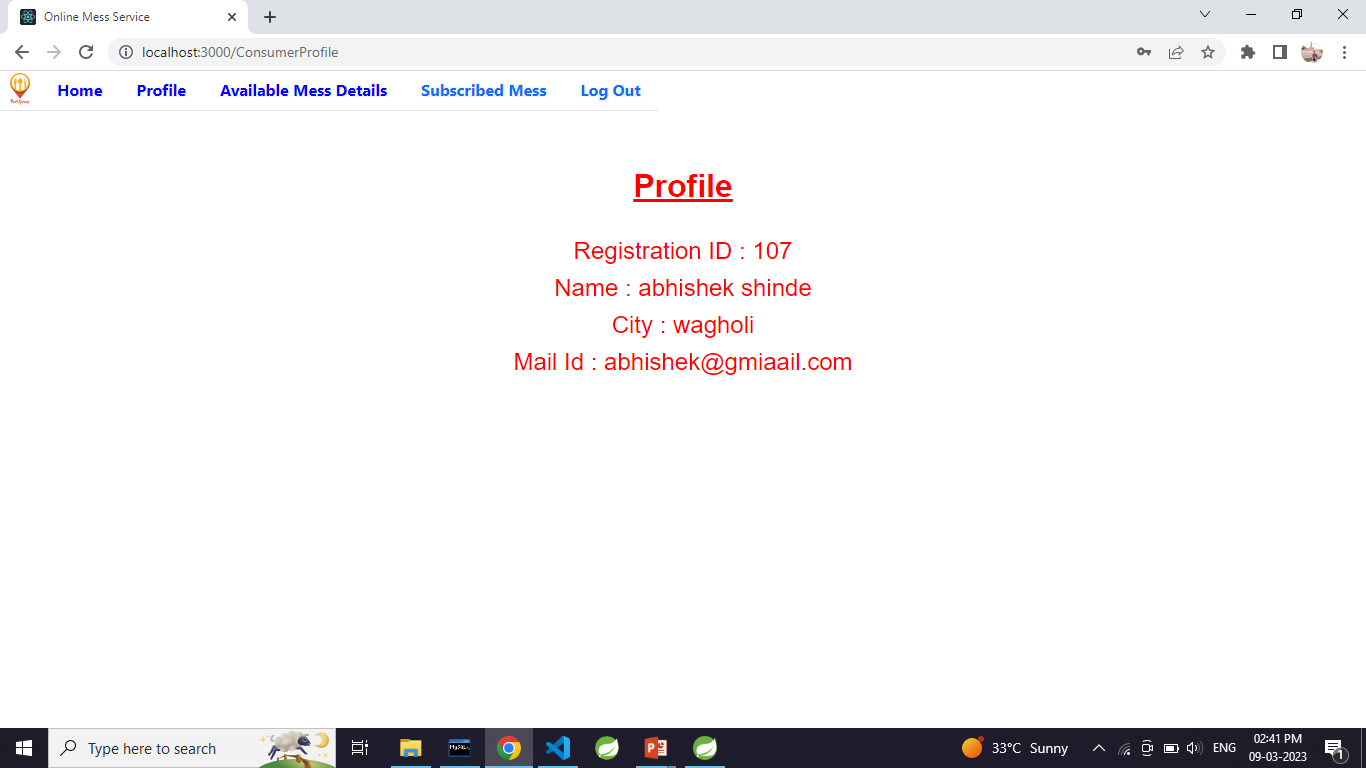 Online Mess Service
localhost:3000/ConsumerProfile
Home Profile Available Mess Details Subscribed Mess Log Out
Profile
Registration ID : 107
Name : abhishek shinde
City : wagholi
Mail Id : abhishek@gmiaail.com
Type here to search
33°C Sunny
ENG
02:41 PM
09-03-2023
1